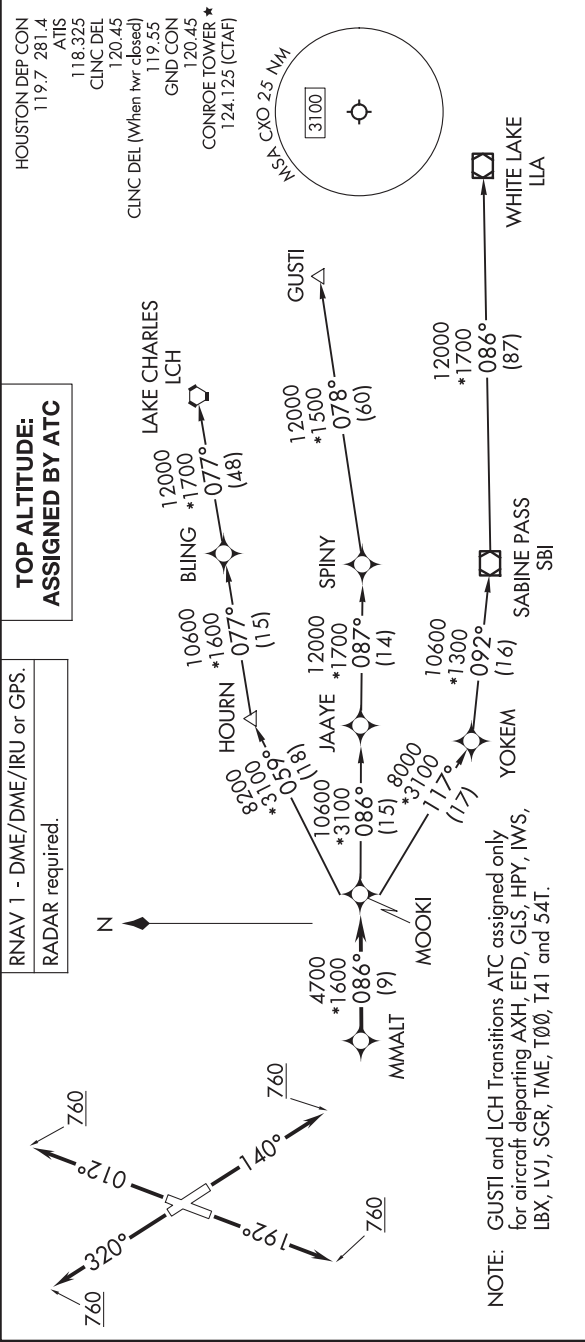 RNAV 1 - DME/DME/IRU or GPS.
RADAR required.
TOP ALTITUDE:
ASSIGNED BY ATC
HOUSTON DEP CON
119.7 281.4
ATIS
118.325
CLNC DEL
120.45
CLNC DEL (When twr closed)
119.55
GND CON
120.45
CONROE TOWER ★
124.125 (CTAF)
MSA CXO 25 NM
3100
N
760
320°
012°
760
760
140°
192°
760
MMALT
4700
*1600
086°
(9)
MOOKI
8200
*3100
059°
(18)
HOURN
10600
*1600
077°
(15)
BLING
12000
*1700
077°
(48)
LAKE CHARLES
LCH
10600
*3100
086°
(15)
JAAYE
12000
*1700
087°
(14)
SPINY
12000
*1500
078°
(60)
GUSTI
8000
*3100
117°
(17)
YOKEM
10600
*1300
092°
(16)
SABINE PASS
SBI
12000
*1700
086°
(87)
WHITE LAKE
LLA
NOTE: GUSTI and LCH Transitions ATC assigned only
for aircraft departing AXH, EFD, GLS, HPY, IWS,
LBX, LVJ, SGR, TME, TØØ, T41 and 54T.